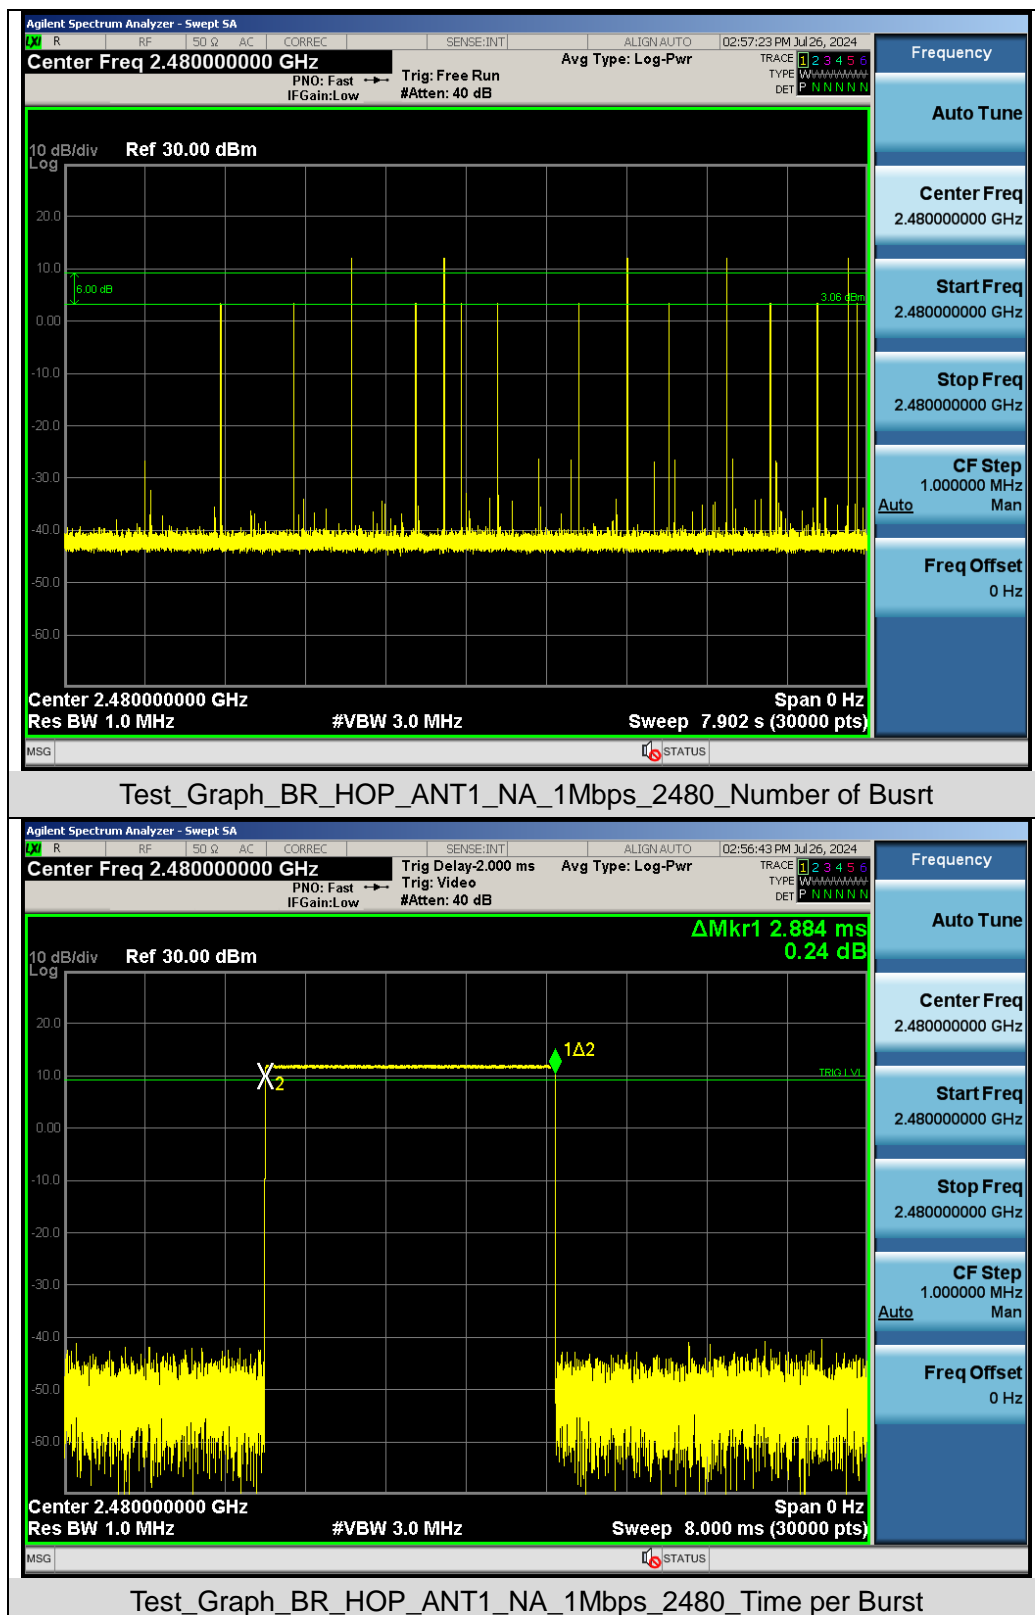 Agilent Spectrum Analyzer - Swept SA
LXI R RF 50 Ω AC CORREC SENSE:INT ALIGN AUTO 02:57:23 PM Jul 26, 2024
Center Freq 2.480000000 GHz
PNO: Fast
IFGain:Low
Trig: Free Run
#Atten: 40 dB
Avg Type: Log-Pwr
TRACE 1 2 3 4 5 6
TYPE W
DET P N N N N N
10 dB/div
Log
Ref 30.00 dBm
20.0
10.0
6.00 dB
3.06 dBm
0.00
-10.0
-20.0
-30.0
-40.0
-50.0
-60.0
Center 2.480000000 GHz
Span 0 Hz
Res BW 1.0 MHz
#VBW 3.0 MHz
Sweep 7.902 s (30000 pts)
MSG
STATUS
Frequency
Auto Tune
Center Freq
2.480000000 GHz
Start Freq
2.480000000 GHz
Stop Freq
2.480000000 GHz
CF Step
1.000000 MHz
Auto Man
Freq Offset
0 Hz
Test_Graph_BR_HOP_ANT1_NA_1Mbps_2480_Number of Busrt
Agilent Spectrum Analyzer - Swept SA
LXI R RF 50 Ω AC CORREC SENSE:INT ALIGN AUTO 02:56:43 PM Jul 26, 2024
Center Freq 2.480000000 GHz
PNO: Fast
IFGain:Low
Trig Delay-2.000 ms
Trig: Video
#Atten: 40 dB
Avg Type: Log-Pwr
TRACE 1 2 3 4 5 6
TYPE W
DET P N N N N N
ΔMkr1 2.884 ms
0.24 dB
10 dB/div
Log
Ref 30.00 dBm
20.0
1Δ2
10.0
2
TRIG LVL
0.00
-10.0
-20.0
-30.0
-40.0
-50.0
-60.0
Center 2.480000000 GHz
Span 0 Hz
Res BW 1.0 MHz
#VBW 3.0 MHz
Sweep 8.000 ms (30000 pts)
MSG
STATUS
Frequency
Auto Tune
Center Freq
2.480000000 GHz
Start Freq
2.480000000 GHz
Stop Freq
2.480000000 GHz
CF Step
1.000000 MHz
Auto Man
Freq Offset
0 Hz
Test_Graph_BR_HOP_ANT1_NA_1Mbps_2480_Time per Burst